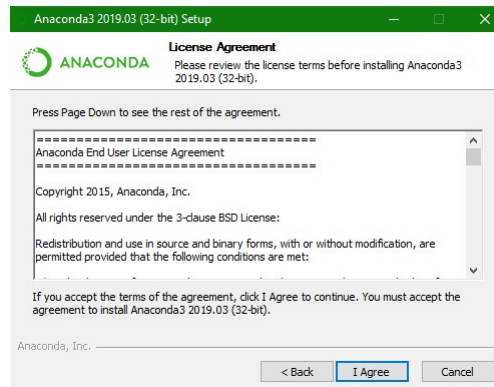 Anaconda3 2019.03 (32-bit) Setup
ANACONDA
License Agreement
Please review the license terms before installing Anaconda3
2019.03 (32-bit).
Press Page Down to see the rest of the agreement.
====================================
Anaconda End User License Agreement
====================================
Copyright 2015, Anaconda, Inc.
All rights reserved under the 3-clause BSD License:
Redistribution and use in source and binary forms, with or without modification, are
permitted provided that the following conditions are met:
If you accept the terms of the agreement, click I Agree to continue. You must accept the
agreement to install Anaconda3 2019.03 (32-bit).
Anaconda, Inc.
< Back
I Agree
Cancel